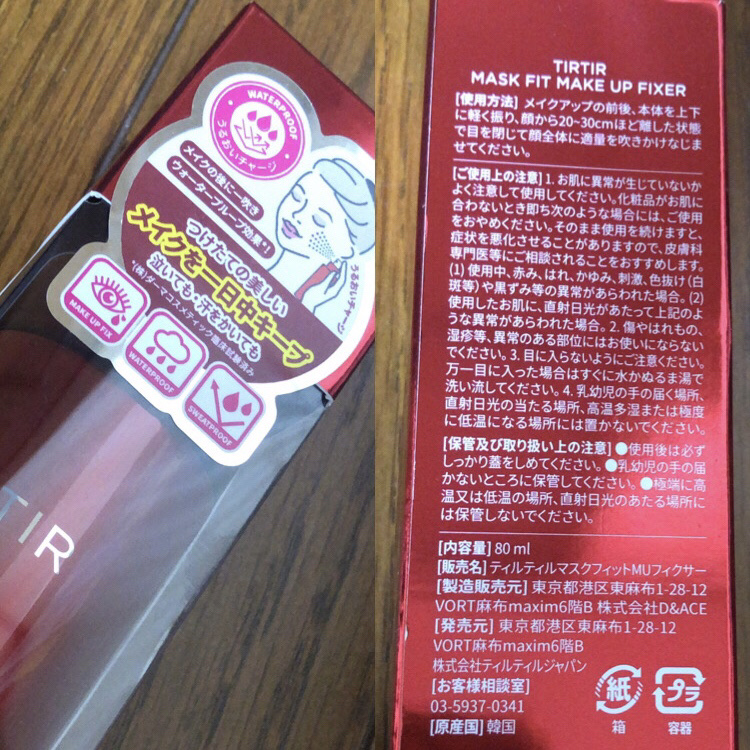 WATERPROOF
うるおいチャージ
メイクの後に一吹き
ウォータープルーフ効果*1
うるおいチャージ
つけたての美しい
メイクを一日中キープ
泣いても・汗をかいても
*(株)ダーマコスメティック臨床試験済み
MAKE UP FIX
WATERPROOF
SWEATPROOF
TIR
TIRTIR
MASK FIT MAKE UP FIXER
[使用方法] メイクアップの前後、本体を上下
に軽く振り、顔から20~30cmほど離した状態
で目を閉じて顔全体に適量を吹きかけなじま
せてください。
[ご使用上の注意] 1. お肌に異常が生じていないか
よく注意して使用してください。化粧品がお肌に
合わないとき即ち次のような場合には、ご使用
をおやめください。そのまま使用を続けますと、
症状を悪化させることがありますので、皮膚科
専門医等にご相談されることをおすすめします。
(1) 使用中、赤み、はれ、かゆみ、刺激、色抜け(白
斑等)や黒ずみ等の異常があらわれた場合。(2)
使用したお肌に、直射日光があたって上記のよ
うな異常があらわれた場合。2. 傷やはれもの、
湿疹等、異常のある部位にはお使いにならない
でください。3. 目に入らないようにご注意ください。
万一目に入った場合はすぐに水かぬるま湯で
洗い流してください。4. 乳幼児の手の届く場所、
直射日光の当たる場所、高温多湿または極度
に低温になる場所には置かないでください。
[保管及び取り扱い上の注意] ●使用後は必ず
しっかり蓋をしめてください。●乳幼児の手の届
かないところに保管してください。●極端に高
温又は低温の場所、直射日光のあたる場所に
は保管しないでください。
[内容量] 80 ml
[販売名] ティルティルマスクフィットMUフィクサー
[製造販売元] 東京都港区東麻布1-28-12
VORT麻布maxim6階B 株式会社D&ACE
[発売元] 東京都港区東麻布1-28-12
VORT麻布maxim6階B
株式会社ティルティルジャパン
[お客様相談室]
03-5937-0341
[原産国] 韓国
紙
箱
プラ
容器